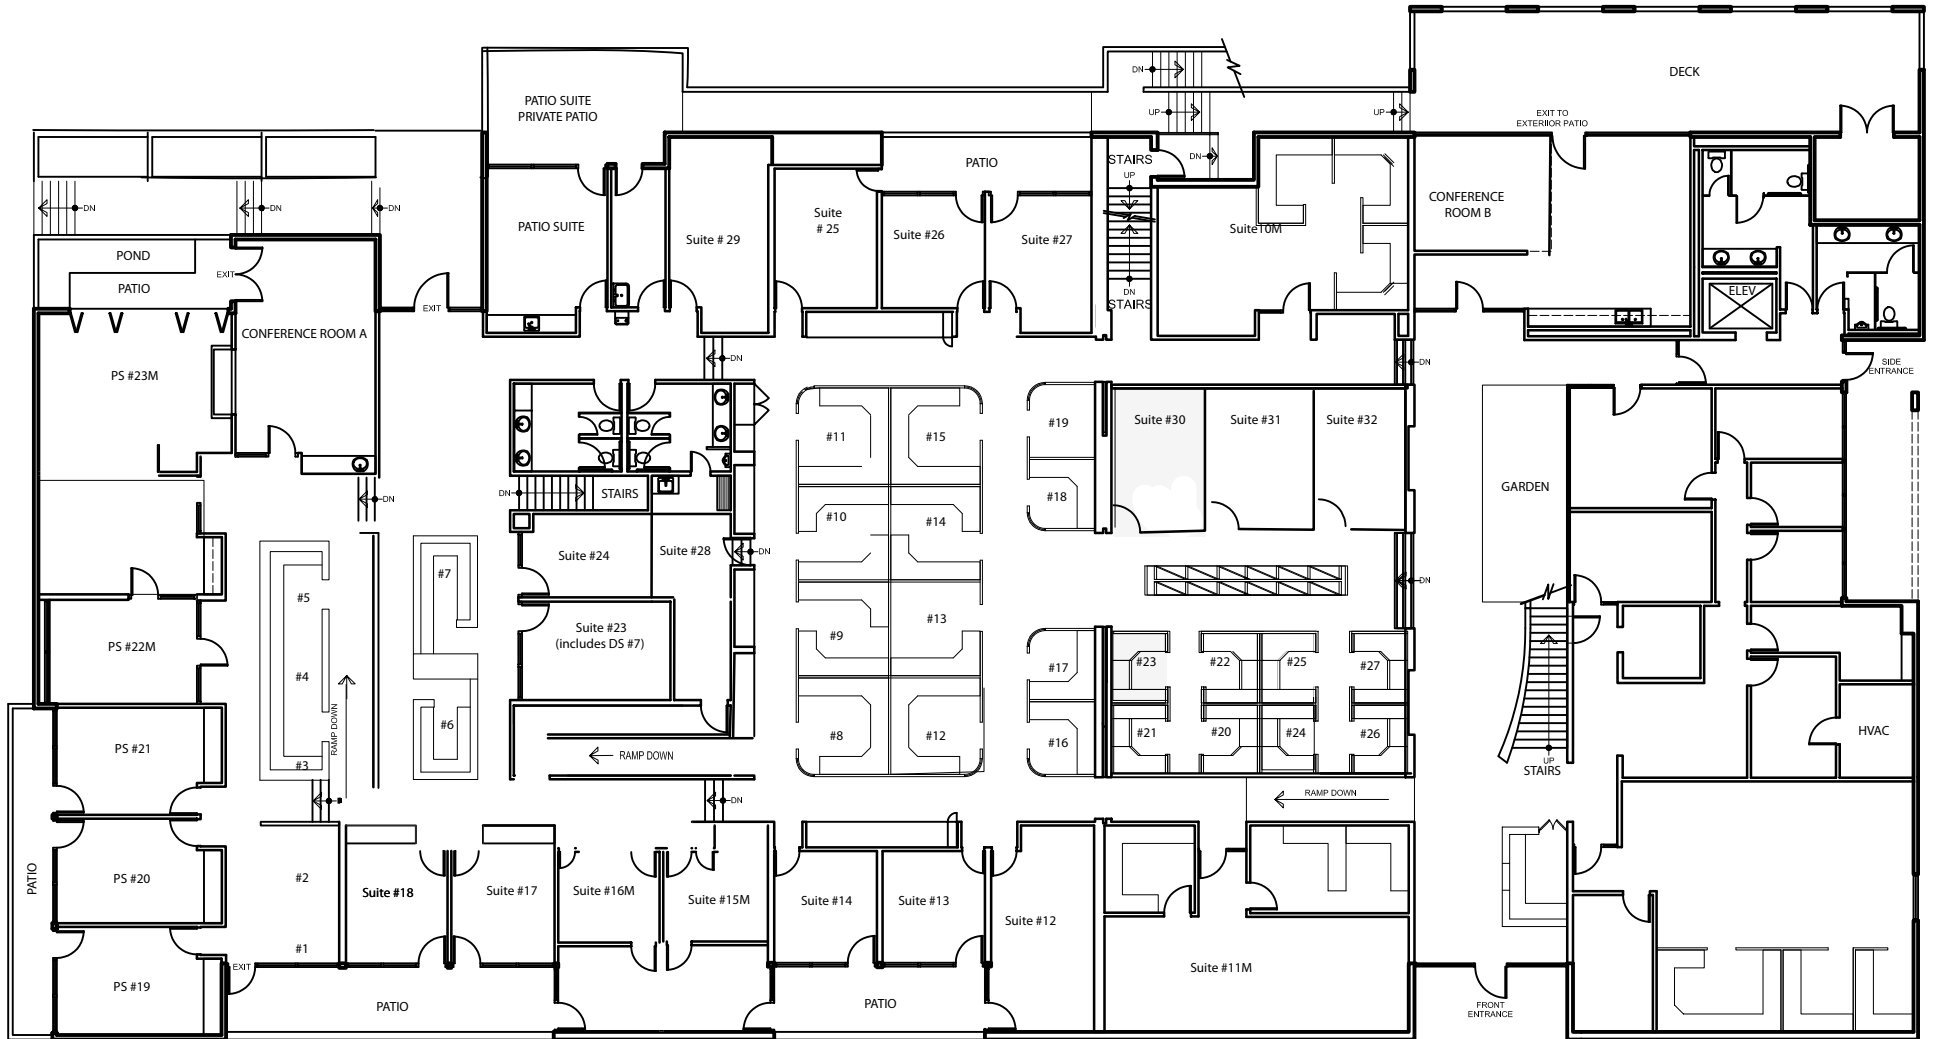 DECK
DN
PATIO SUITE
PRIVATE PATIO
UP
UP
EXIT TO
EXTERIIOR PATIO
DN
STAIRS
UP
PATIO
CONFERENCE
ROOM B
DN
DN
DN
PATIO SUITE
Suite # 29
Suite
# 25
Suite #26
Suite #27
Suite10M
POND
EXIT
PATIO
EXIT
DN
STAIRS
ELEV
CONFERENCE ROOM A
PS #23M
DN
DN
SIDE
ENTRANCE
#11
#15
#19
Suite #30
Suite #31
Suite #32
DN
DN
STAIRS
#18
GARDEN
#10
#14
Suite #24
Suite #28
DN
#7
#5
DN
Suite #23
(includes DS #7)
#9
#13
PS #22M
#4
#17
#23
#22
#25
#27
RAMP DOWN
#6
PS #21
#3
RAMP DOWN
#8
#12
#16
#21
#20
#24
#26
HVAC
UP
STAIRS
DN
RAMP DOWN
PATIO
PS #20
#2
Suite #18
Suite #17
Suite #16M
Suite #15M
Suite #14
Suite #13
Suite #12
#1
EXIT
Suite #11M
PS #19
PATIO
PATIO
FRONT
ENTRANCE